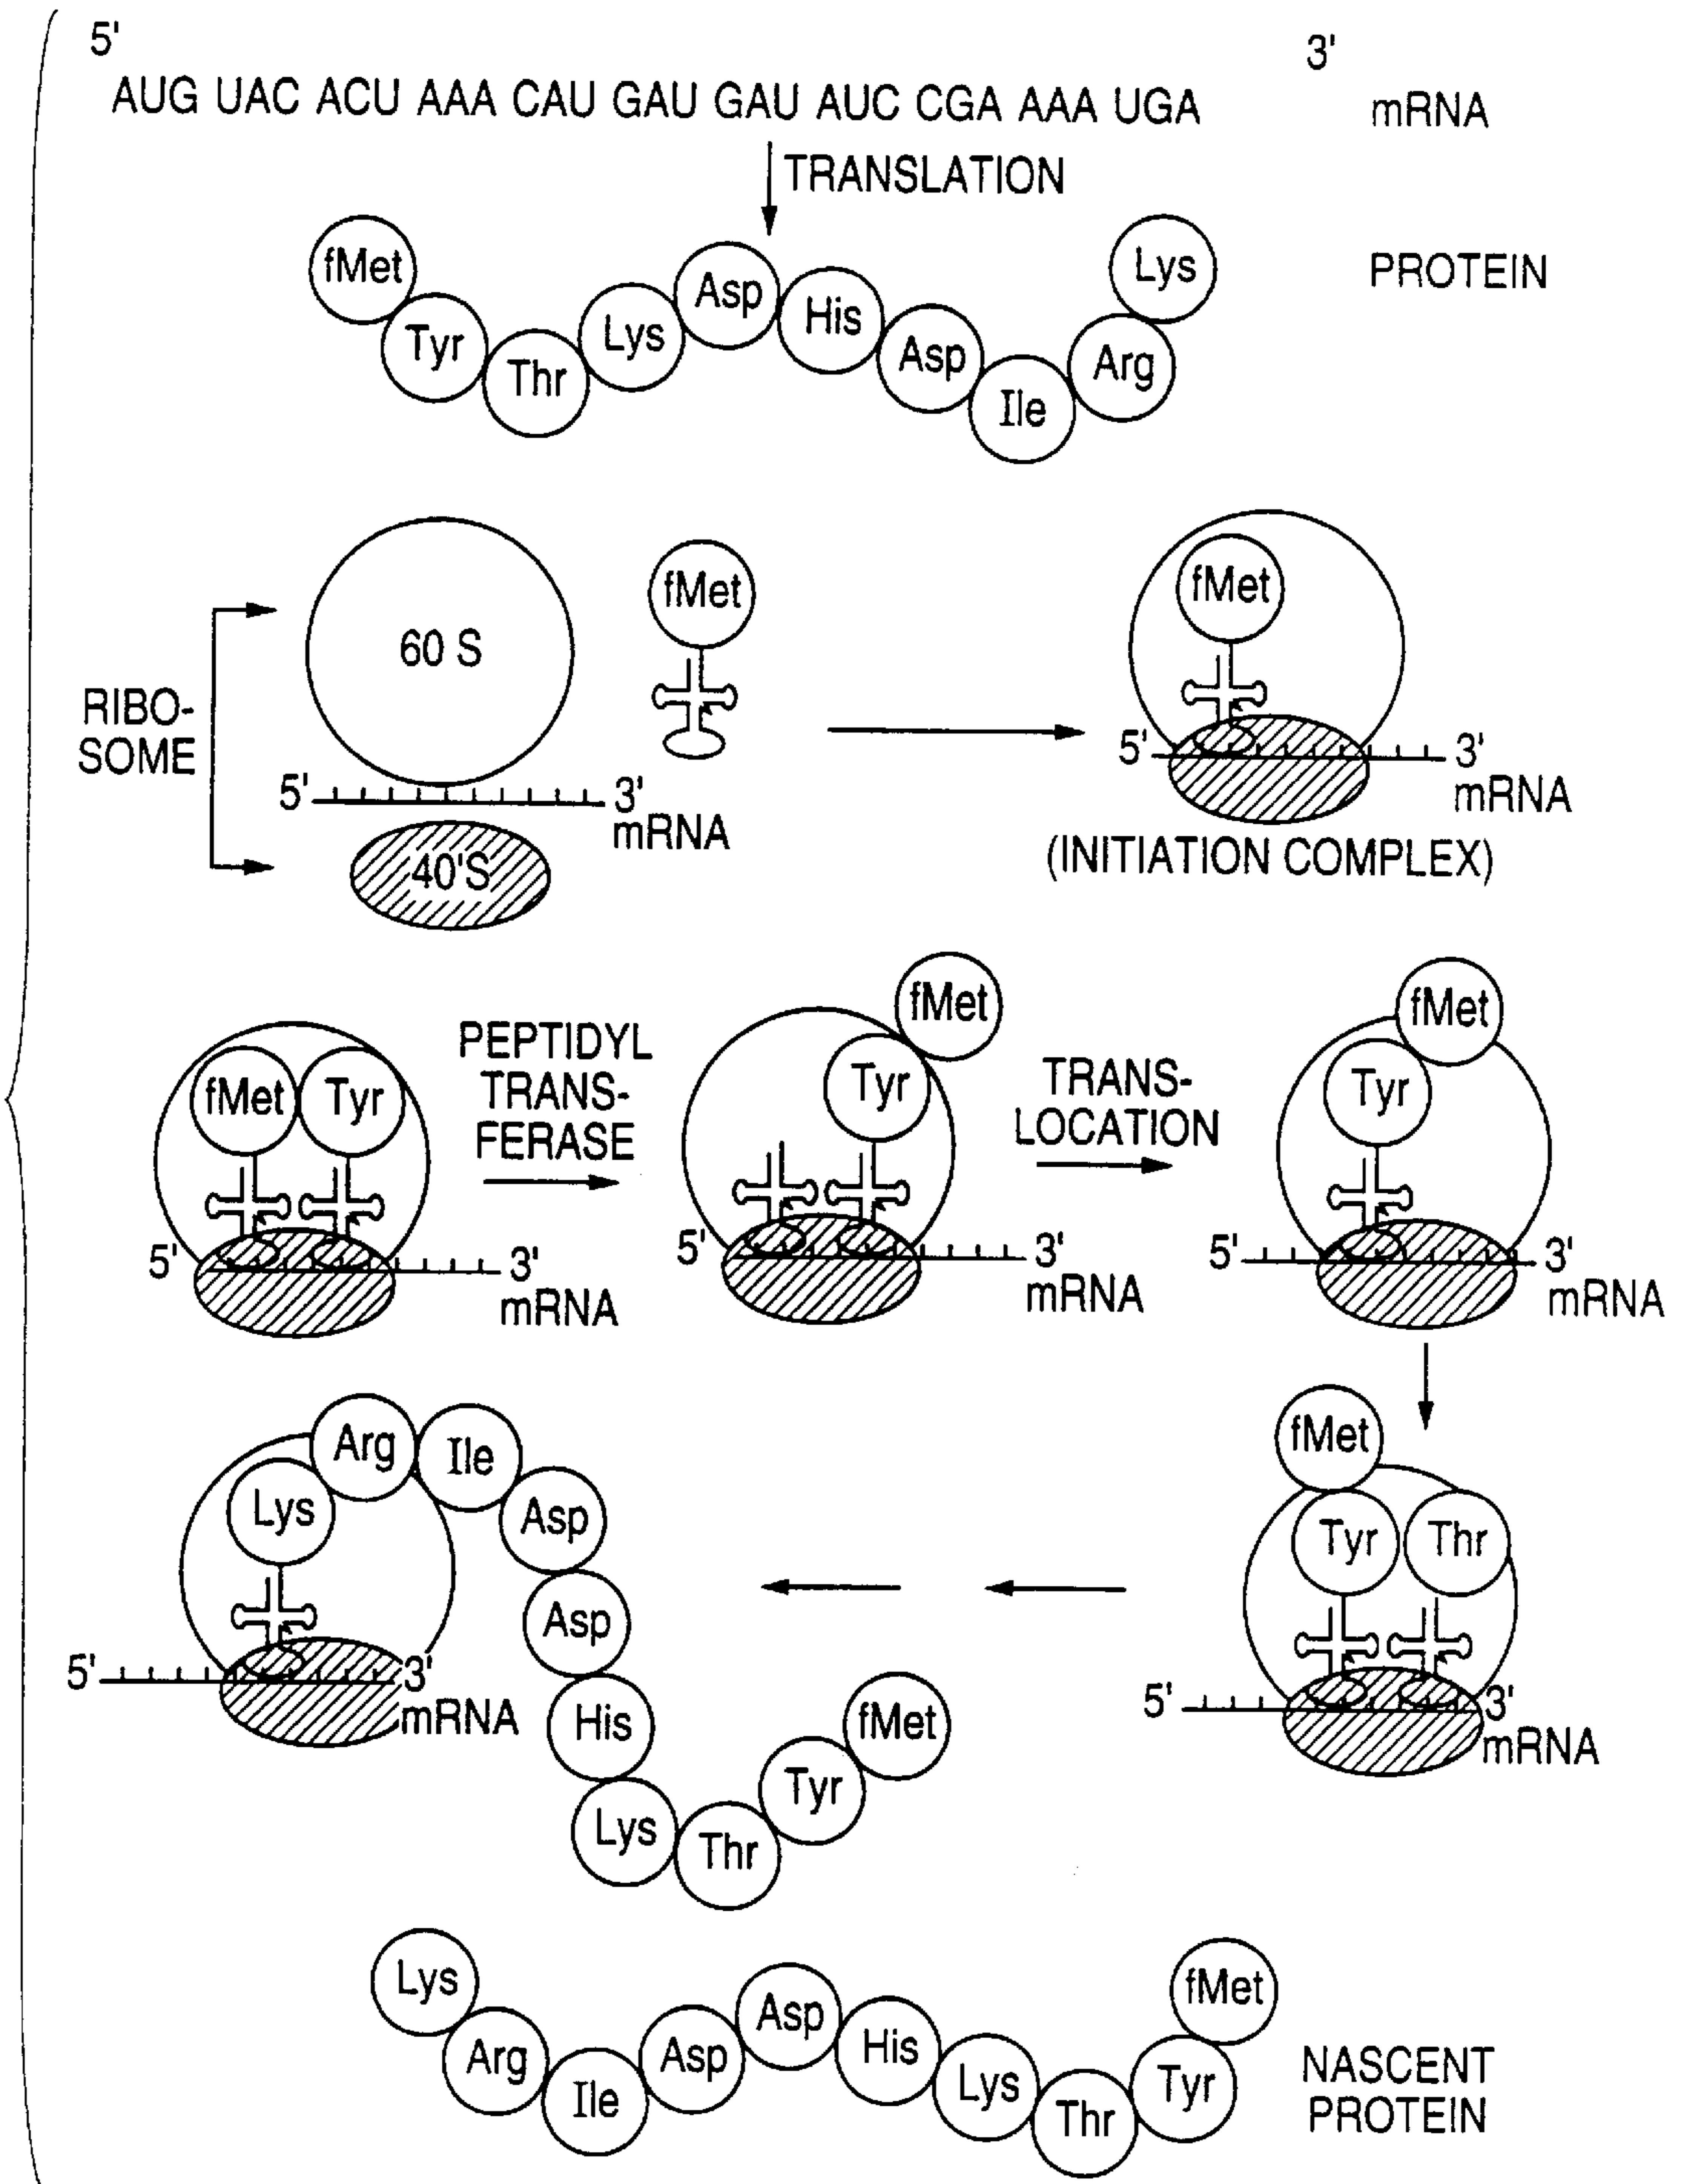 5' 3'
AUG UAC ACU AAA CAU GAU GAU AUC CGA AAA UGA mRNA
TRANSLATION
fMet Tyr Thr Lys Asp His Asp Ile Arg Lys PROTEIN
RIBO-
SOME
60 S
fMet
5' 3'
mRNA
40'S
fMet
5' 3'
mRNA
(INITIATION COMPLEX)
fMet Tyr
5' 3'
mRNA
PEPTIDYL
TRANS-
FERASE
fMet
Tyr
5' 3'
mRNA
TRANS-
LOCATION
fMet
Tyr
5' 3'
mRNA
fMet
Tyr Thr
5' 3'
mRNA
Lys Arg Ile Asp Asp His Lys Thr Tyr fMet
5' 3'
mRNA
Lys Arg Ile Asp Asp His Lys Thr Tyr fMet
NASCENT
PROTEIN